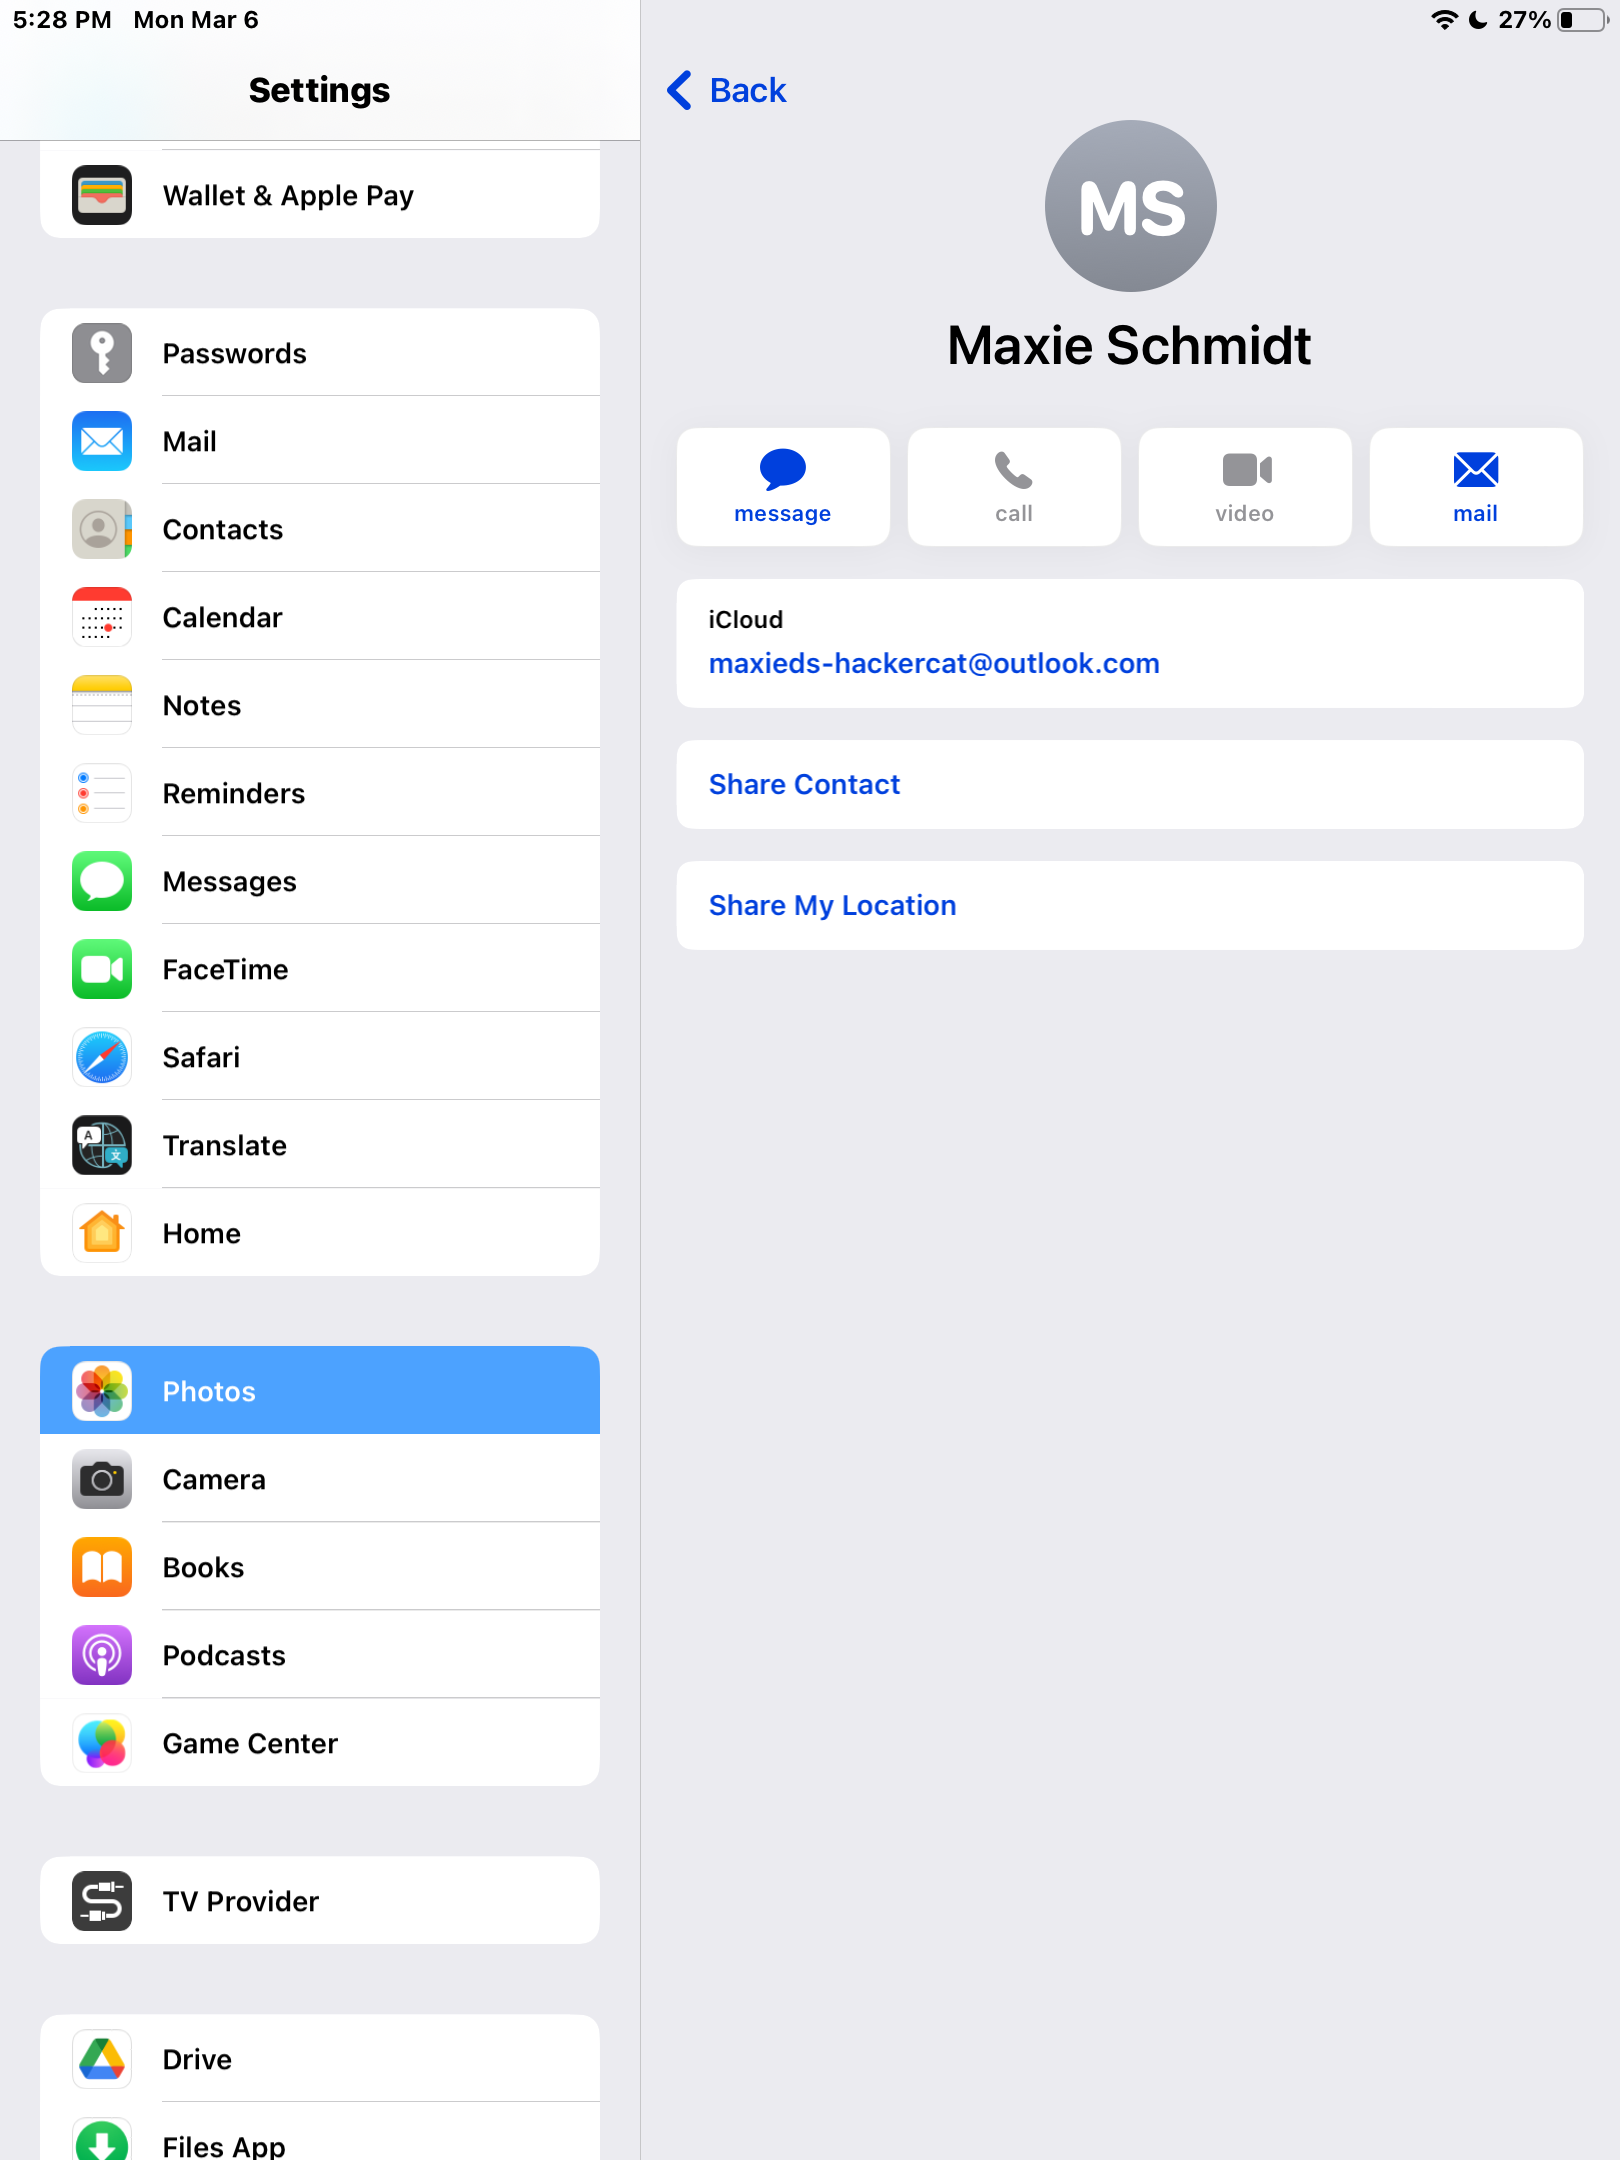 5:28 PM Mon Mar 6
27%
Settings
Wallet & Apple Pay
Passwords
Mail
Contacts
Calendar
Notes
Reminders
Messages
FaceTime
Safari
A
文
Translate
Home
Photos
Camera
Books
Podcasts
Game Center
TV Provider
Drive
Files App
Back
MS
Maxie Schmidt
message
call
video
mail
iCloud
maxieds-hackercat@outlook.com
Share Contact
Share My Location